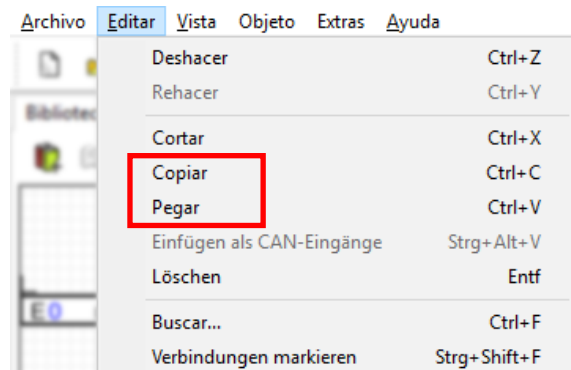 Archivo Editar Vista Objeto Extras Ayuda
Deshacer Ctrl+Z
Rehacer Ctrl+Y
Bibliotec
Cortar Ctrl+X
Copiar Ctrl+C
Pegar Ctrl+V
Einfügen als CAN-Eingänge Strg+Alt+V
Löschen Entf
E0
Buscar... Ctrl+F
Verbindungen markieren Strg+Shift+F